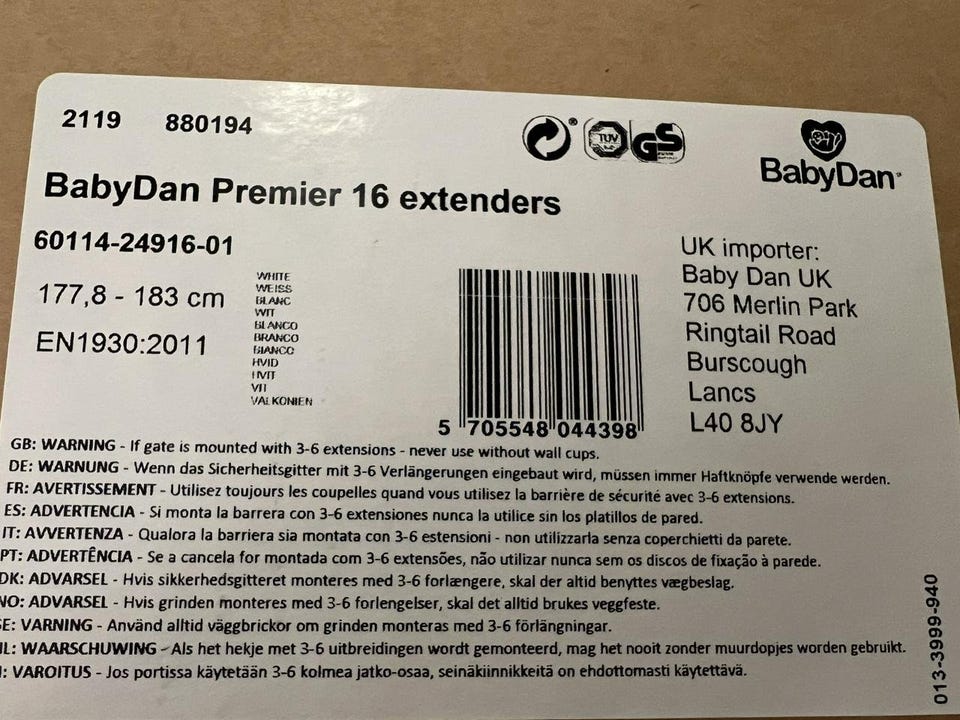 2119 880194
TÜV GS
BabyDan
BabyDan Premier 16 extenders
60114-24916-01
177,8 - 183 cm
EN1930:2011
WHITE
WEISS
BLANC
WIT
BLANCO
BRANCO
BIANCO
HVID
HVIT
VIT
VALKOINEN
5 705548 044398
UK importer:
Baby Dan UK
706 Merlin Park
Ringtail Road
Burscough
Lancs
L40 8JY
GB: WARNING - If gate is mounted with 3-6 extensions - never use without wall cups.
DE: WARNUNG - Wenn das Sicherheitsgitter mit 3-6 Verlängerungen eingebaut wird, müssen immer Haftknöpfe verwende werden.
FR: AVERTISSEMENT - Utilisez toujours les coupelles quand vous utilisez la barrière de sécurité avec 3-6 extensions.
ES: ADVERTENCIA - Si monta la barrera con 3-6 extensiones nunca la utilice sin los platillos de pared.
IT: AVVERTENZA - Qualora la barriera sia montata con 3-6 estensioni - non utilizzarla senza coperchietti da parete.
PT: ADVERTÊNCIA - Se a cancela for montada com 3-6 extensões, não utilizar nunca sem os discos de fixação à parede.
DK: ADVARSEL - Hvis sikkerhedsgitteret monteres med 3-6 forlængere, skal der altid benyttes vægbeslag.
NO: ADVARSEL - Hvis grinden monteres med 3-6 forlengelser, skal det alltid brukes veggfeste.
SE: VARNING - Använd alltid väggbrickor om grinden monteras med 3-6 förlängningar.
NL: WAARSCHUWING - Als het hekje met 3-6 uitbreidingen wordt gemonteerd, mag het nooit zonder muurdopjes worden gebruikt.
: VAROITUS - Jos portissa käytetään 3-6 kolmea jatko-osaa, seinäkiinnikkeitä on ehdottomasti käytettävä.
013-3999-940